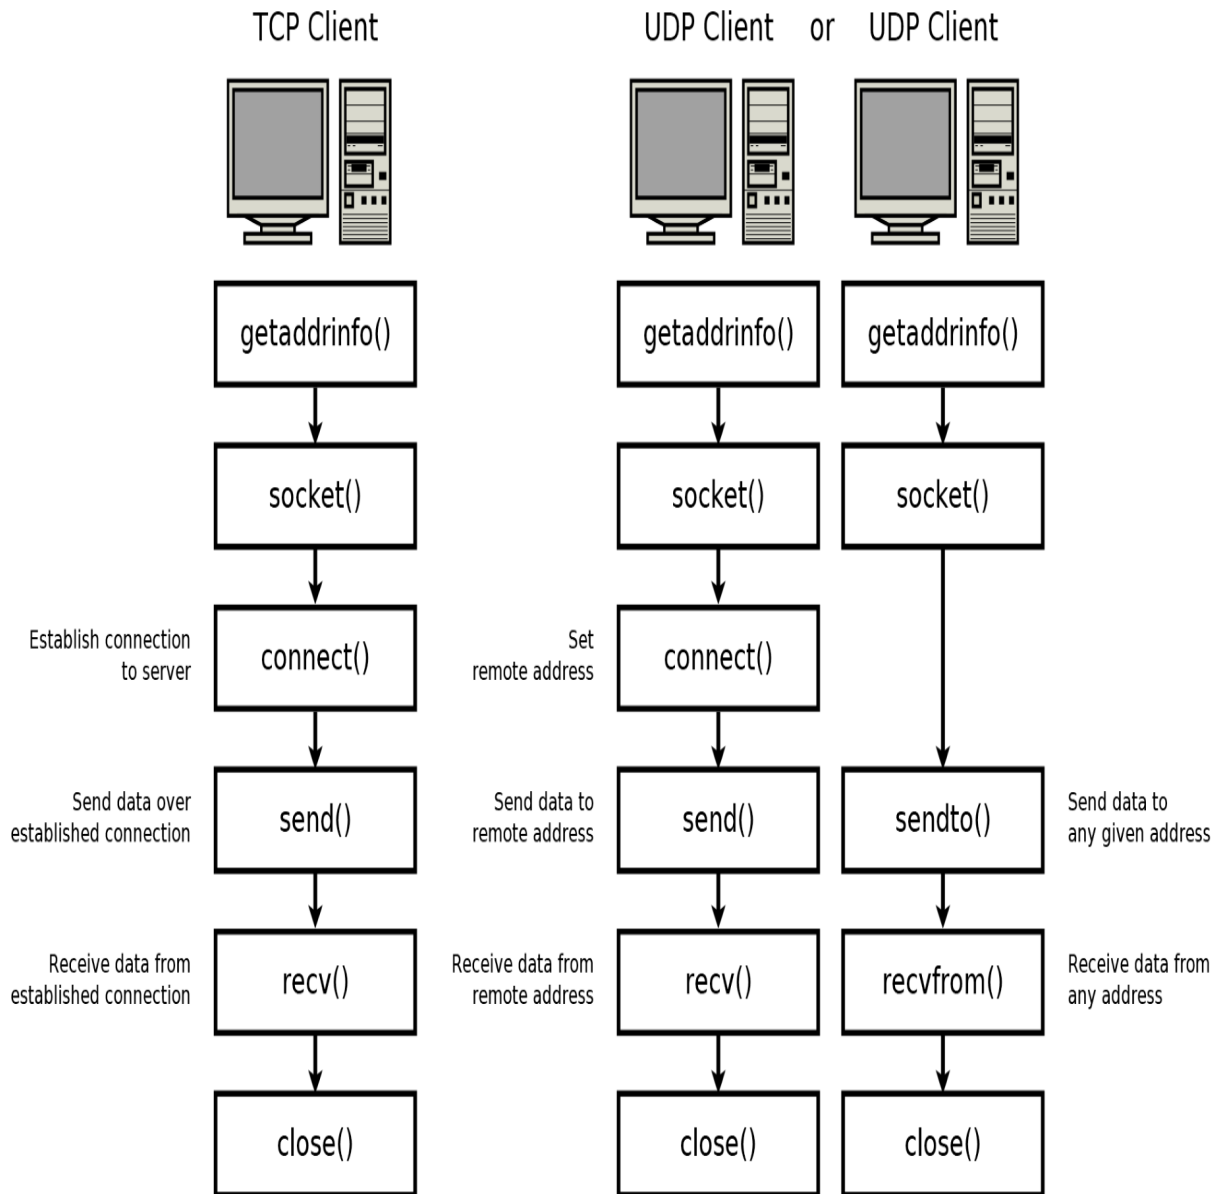 TCP Client
UDP Client or UDP Client
getaddrinfo()
getaddrinfo()
getaddrinfo()
socket()
socket()
socket()
Establish connection
to server
connect()
Set
remote address
connect()
Send data over
established connection
send()
Send data to
remote address
send()
sendto()
Send data to
any given address
Receive data from
established connection
recv()
Receive data from
remote address
recv()
recvfrom()
Receive data from
any address
close()
close()
close()